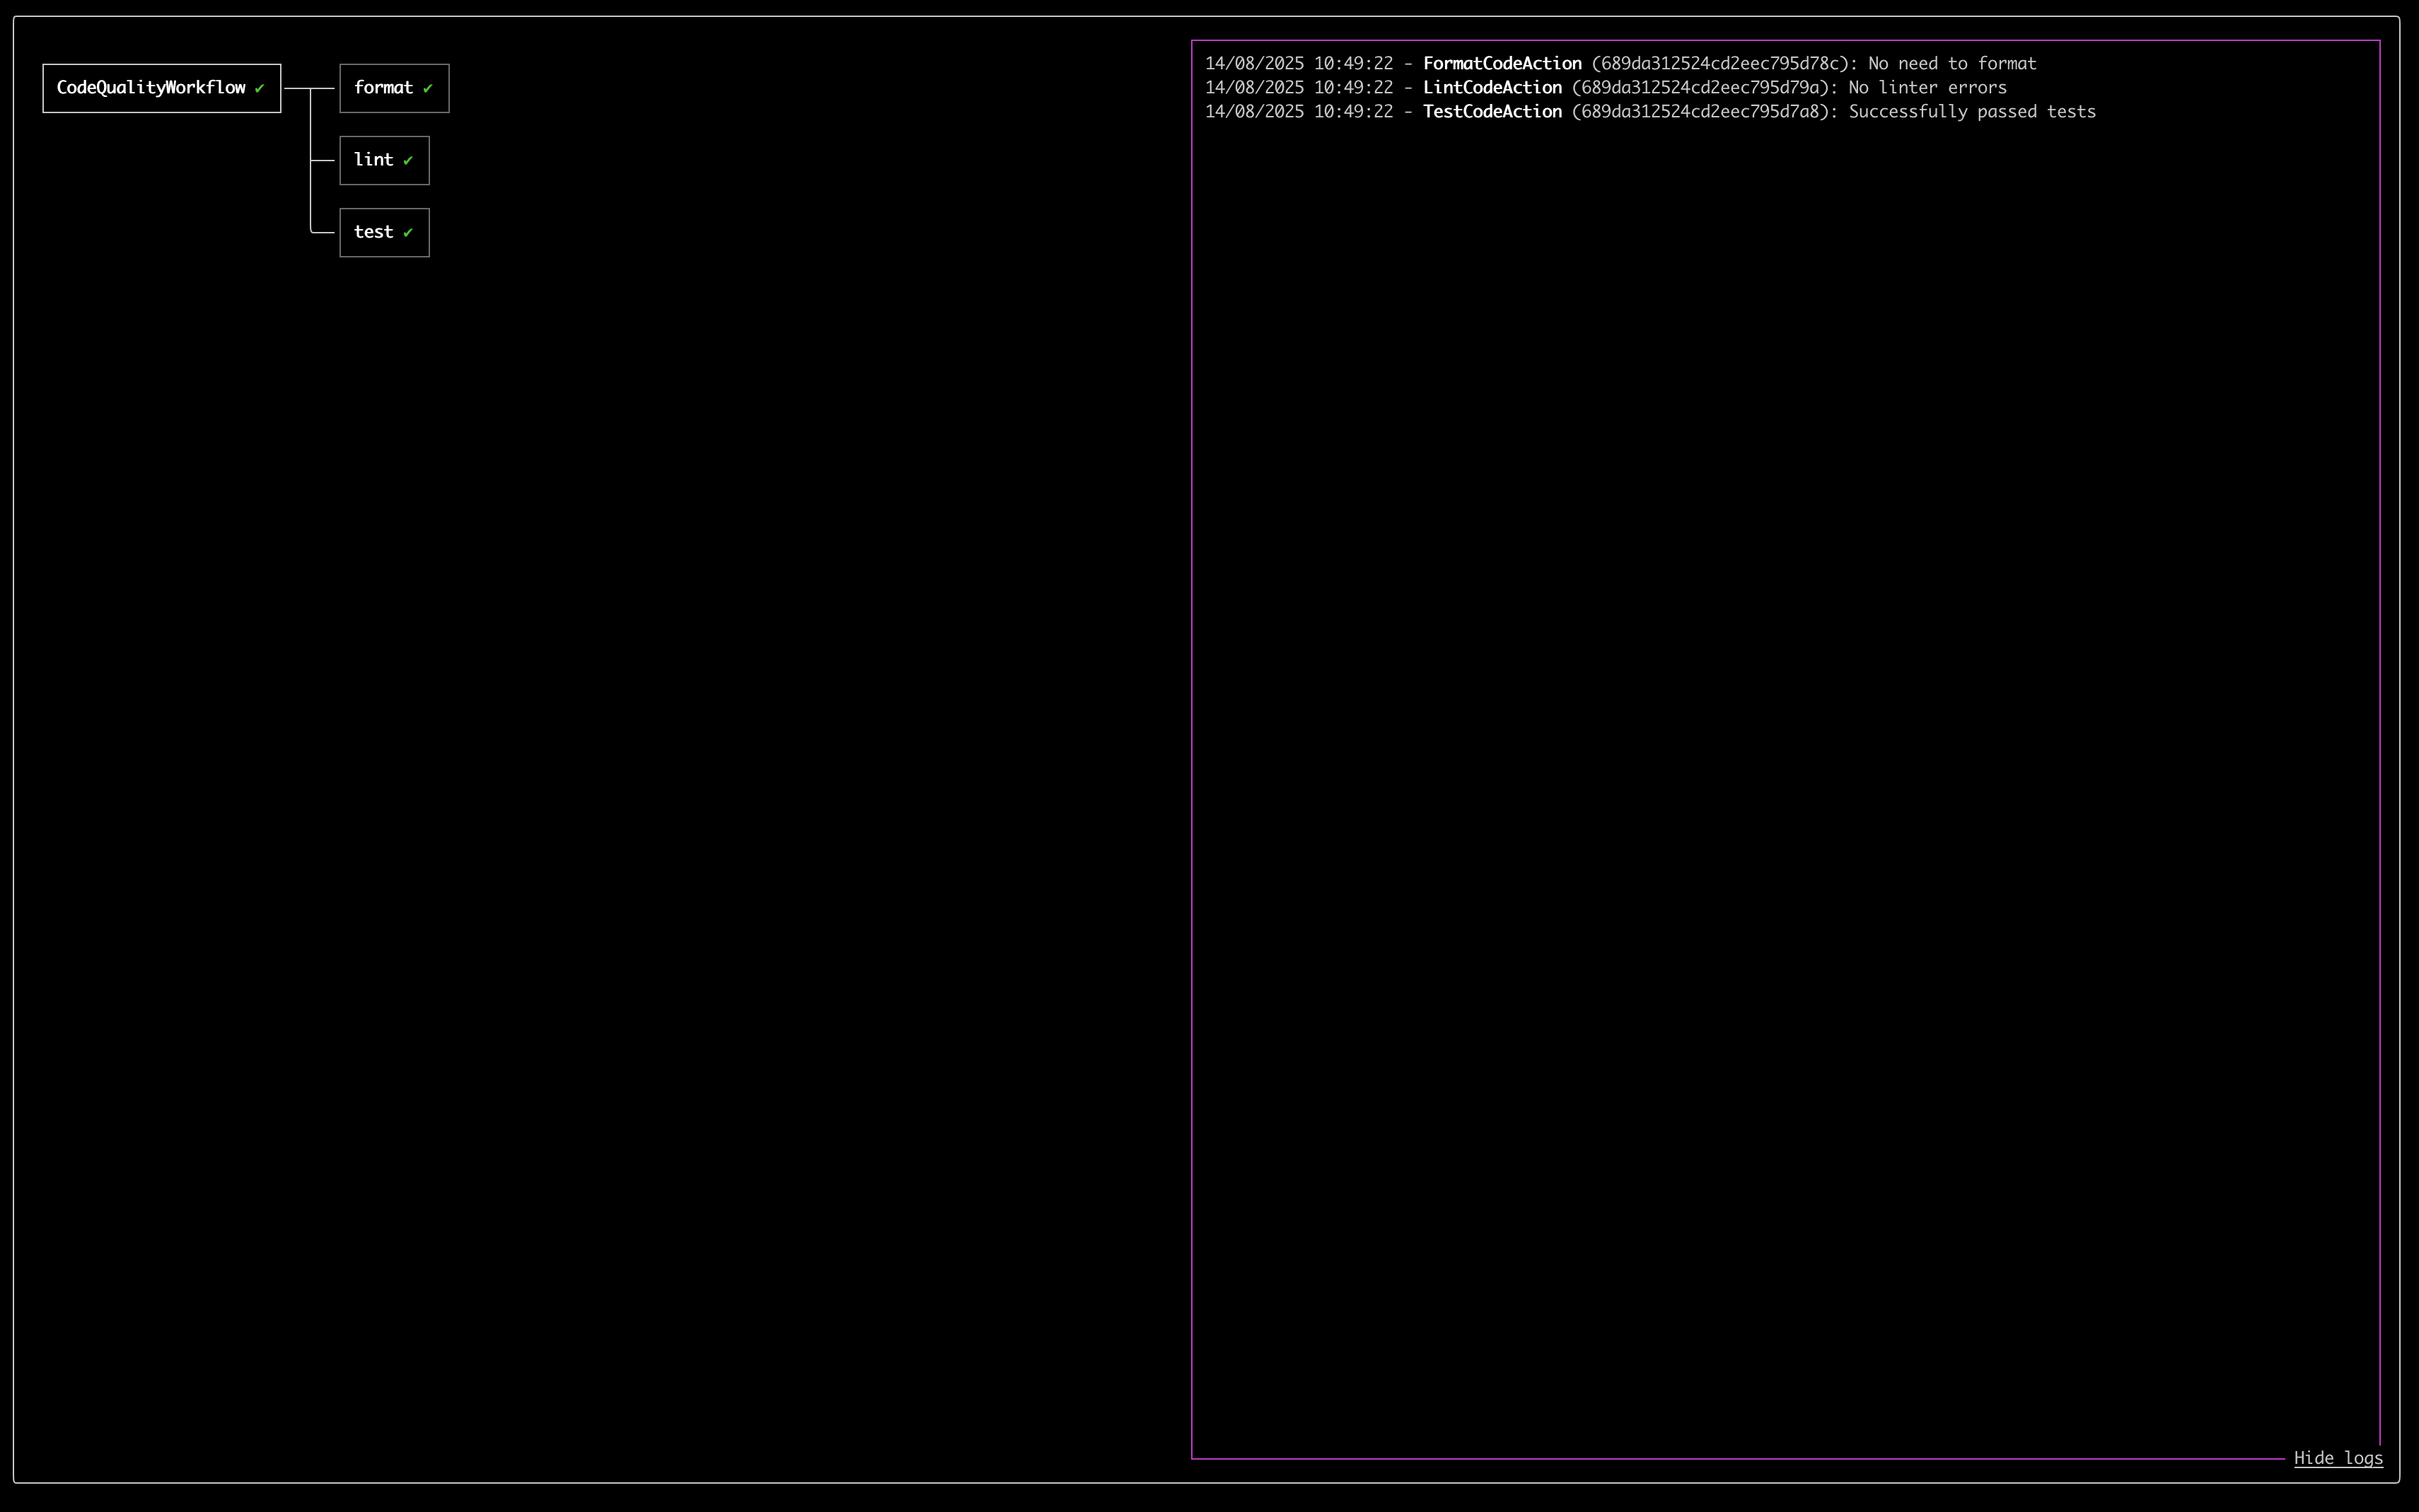 CodeQualityWorkflow ✔
format ✔
lint ✔
test ✔
14/08/2025 10:49:22 - FormatCodeAction (689da312524cd2eec795d78c): No need to format
14/08/2025 10:49:22 - LintCodeAction (689da312524cd2eec795d79a): No linter errors
14/08/2025 10:49:22 - TestCodeAction (689da312524cd2eec795d7a8): Successfully passed tests
Hide logs